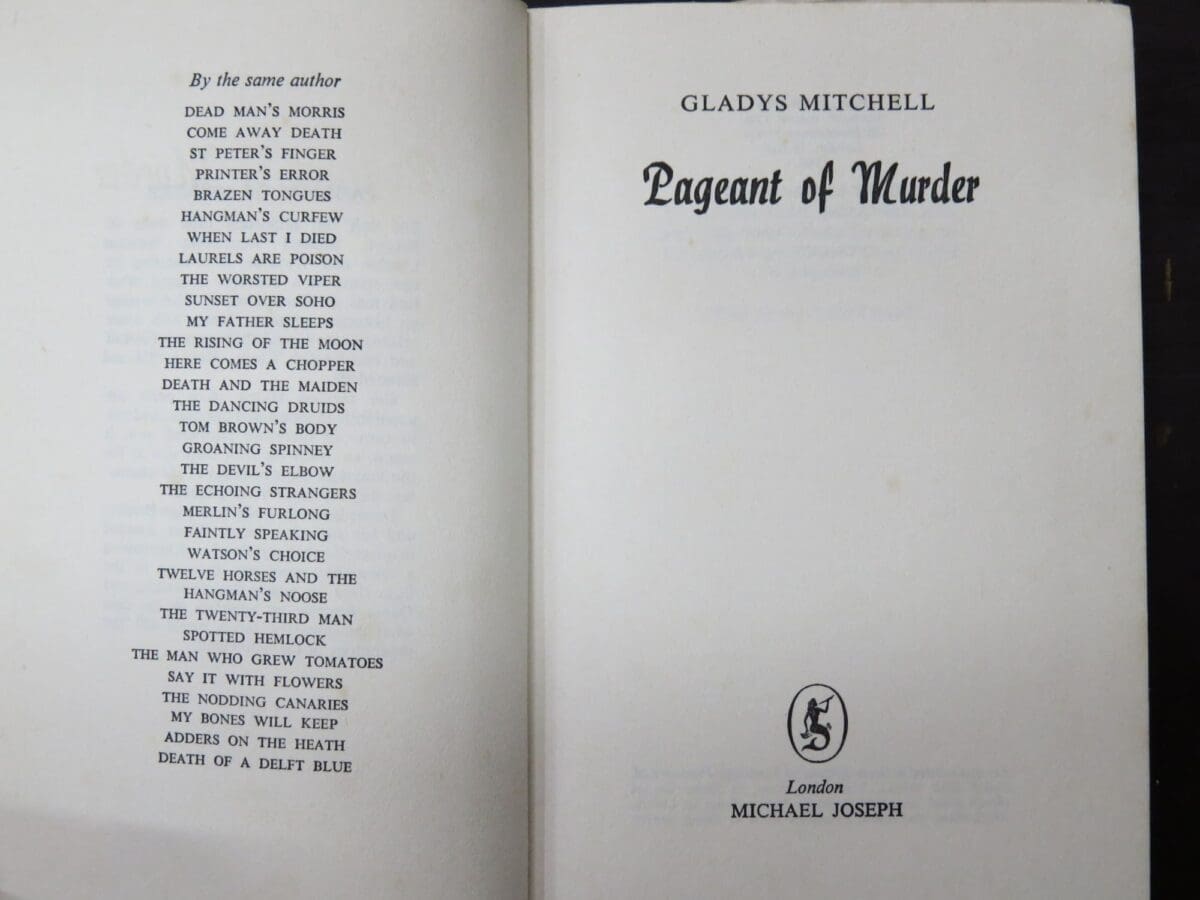 By the same author
DEAD MAN'S MORRIS
COME AWAY DEATH
ST PETER'S FINGER
PRINTER'S ERROR
BRAZEN TONGUES
HANGMAN'S CURFEW
WHEN LAST I DIED
LAURELS ARE POISON
THE WORSTED VIPER
SUNSET OVER SOHO
MY FATHER SLEEPS
THE RISING OF THE MOON
HERE COMES A CHOPPER
DEATH AND THE MAIDEN
THE DANCING DRUIDS
TOM BROWN'S BODY
GROANING SPINNEY
THE DEVIL'S ELBOW
THE ECHOING STRANGERS
MERLIN'S FURLONG
FAINTLY SPEAKING
WATSON'S CHOICE
TWELVE HORSES AND THE
HANGMAN'S NOOSE
THE TWENTY-THIRD MAN
SPOTTED HEMLOCK
THE MAN WHO GREW TOMATOES
SAY IT WITH FLOWERS
THE NODDING CANARIES
MY BONES WILL KEEP
ADDERS ON THE HEATH
DEATH OF A DELFT BLUE
GLADYS MITCHELL
Pageant of Murder
London
MICHAEL JOSEPH